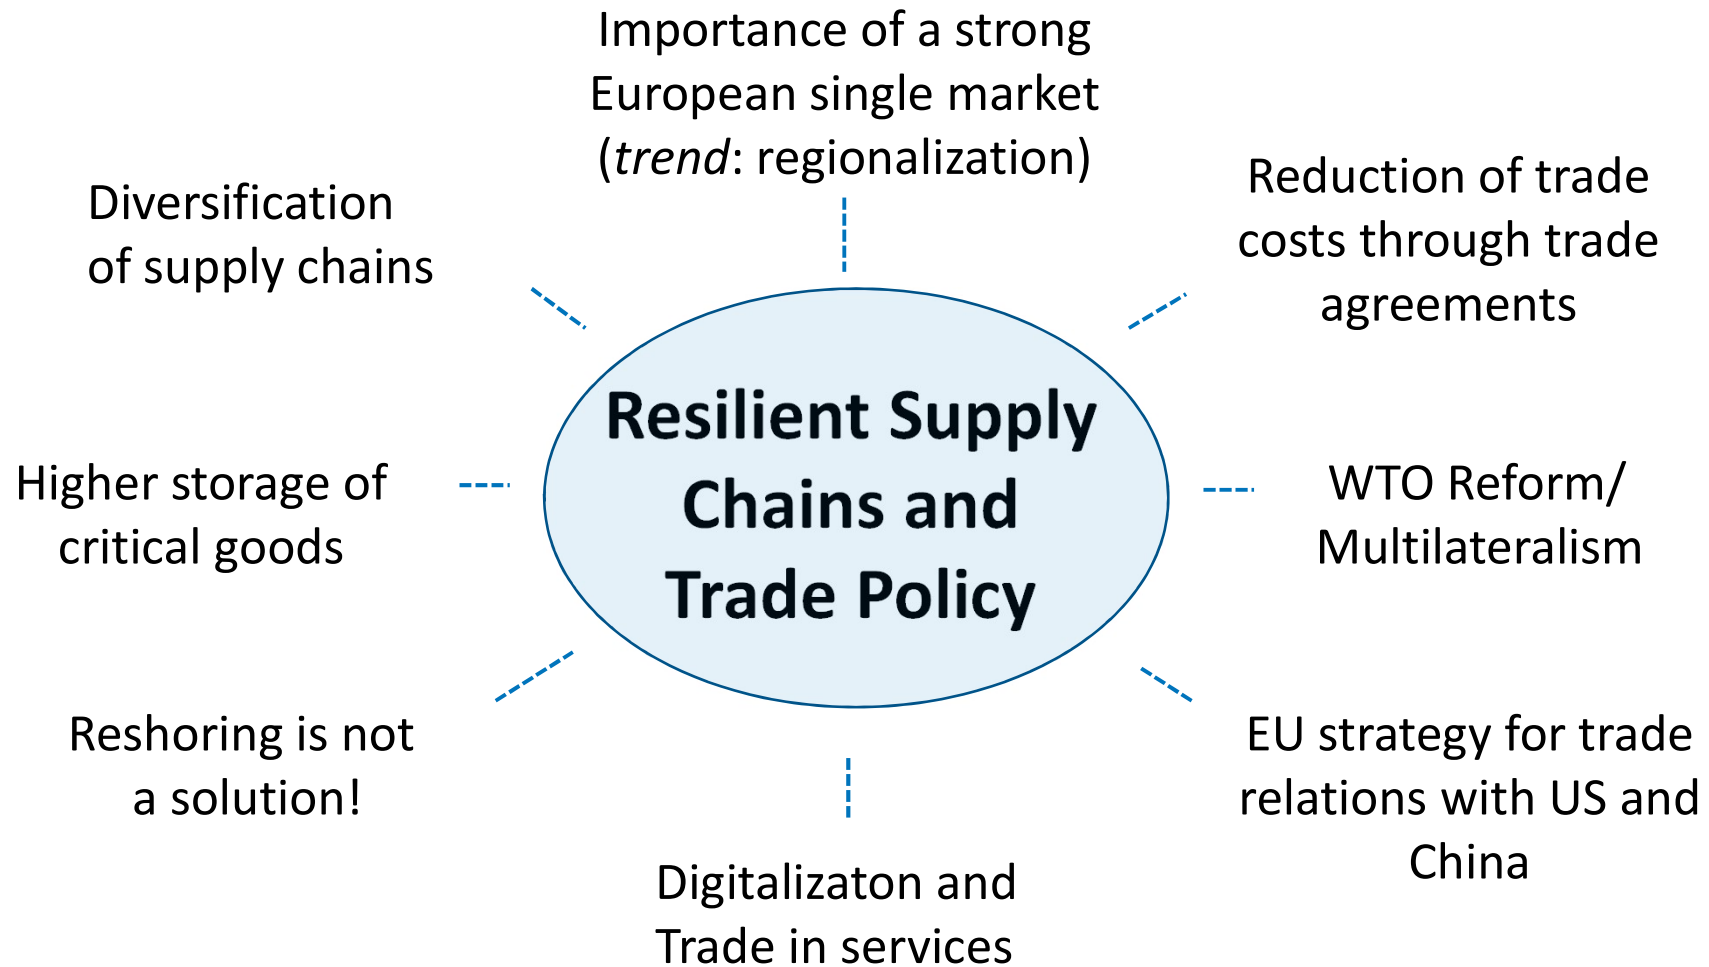 Importance of a strong
European single market
(trend: regionalization)
Diversification
of supply chains
Reduction of trade
costs through trade
agreements
Resilient Supply
Chains and
Trade Policy
Higher storage of
critical goods
WTO Reform/
Multilateralism
Reshoring is not
a solution!
EU strategy for trade
relations with US and
China
Digitalizaton and
Trade in services